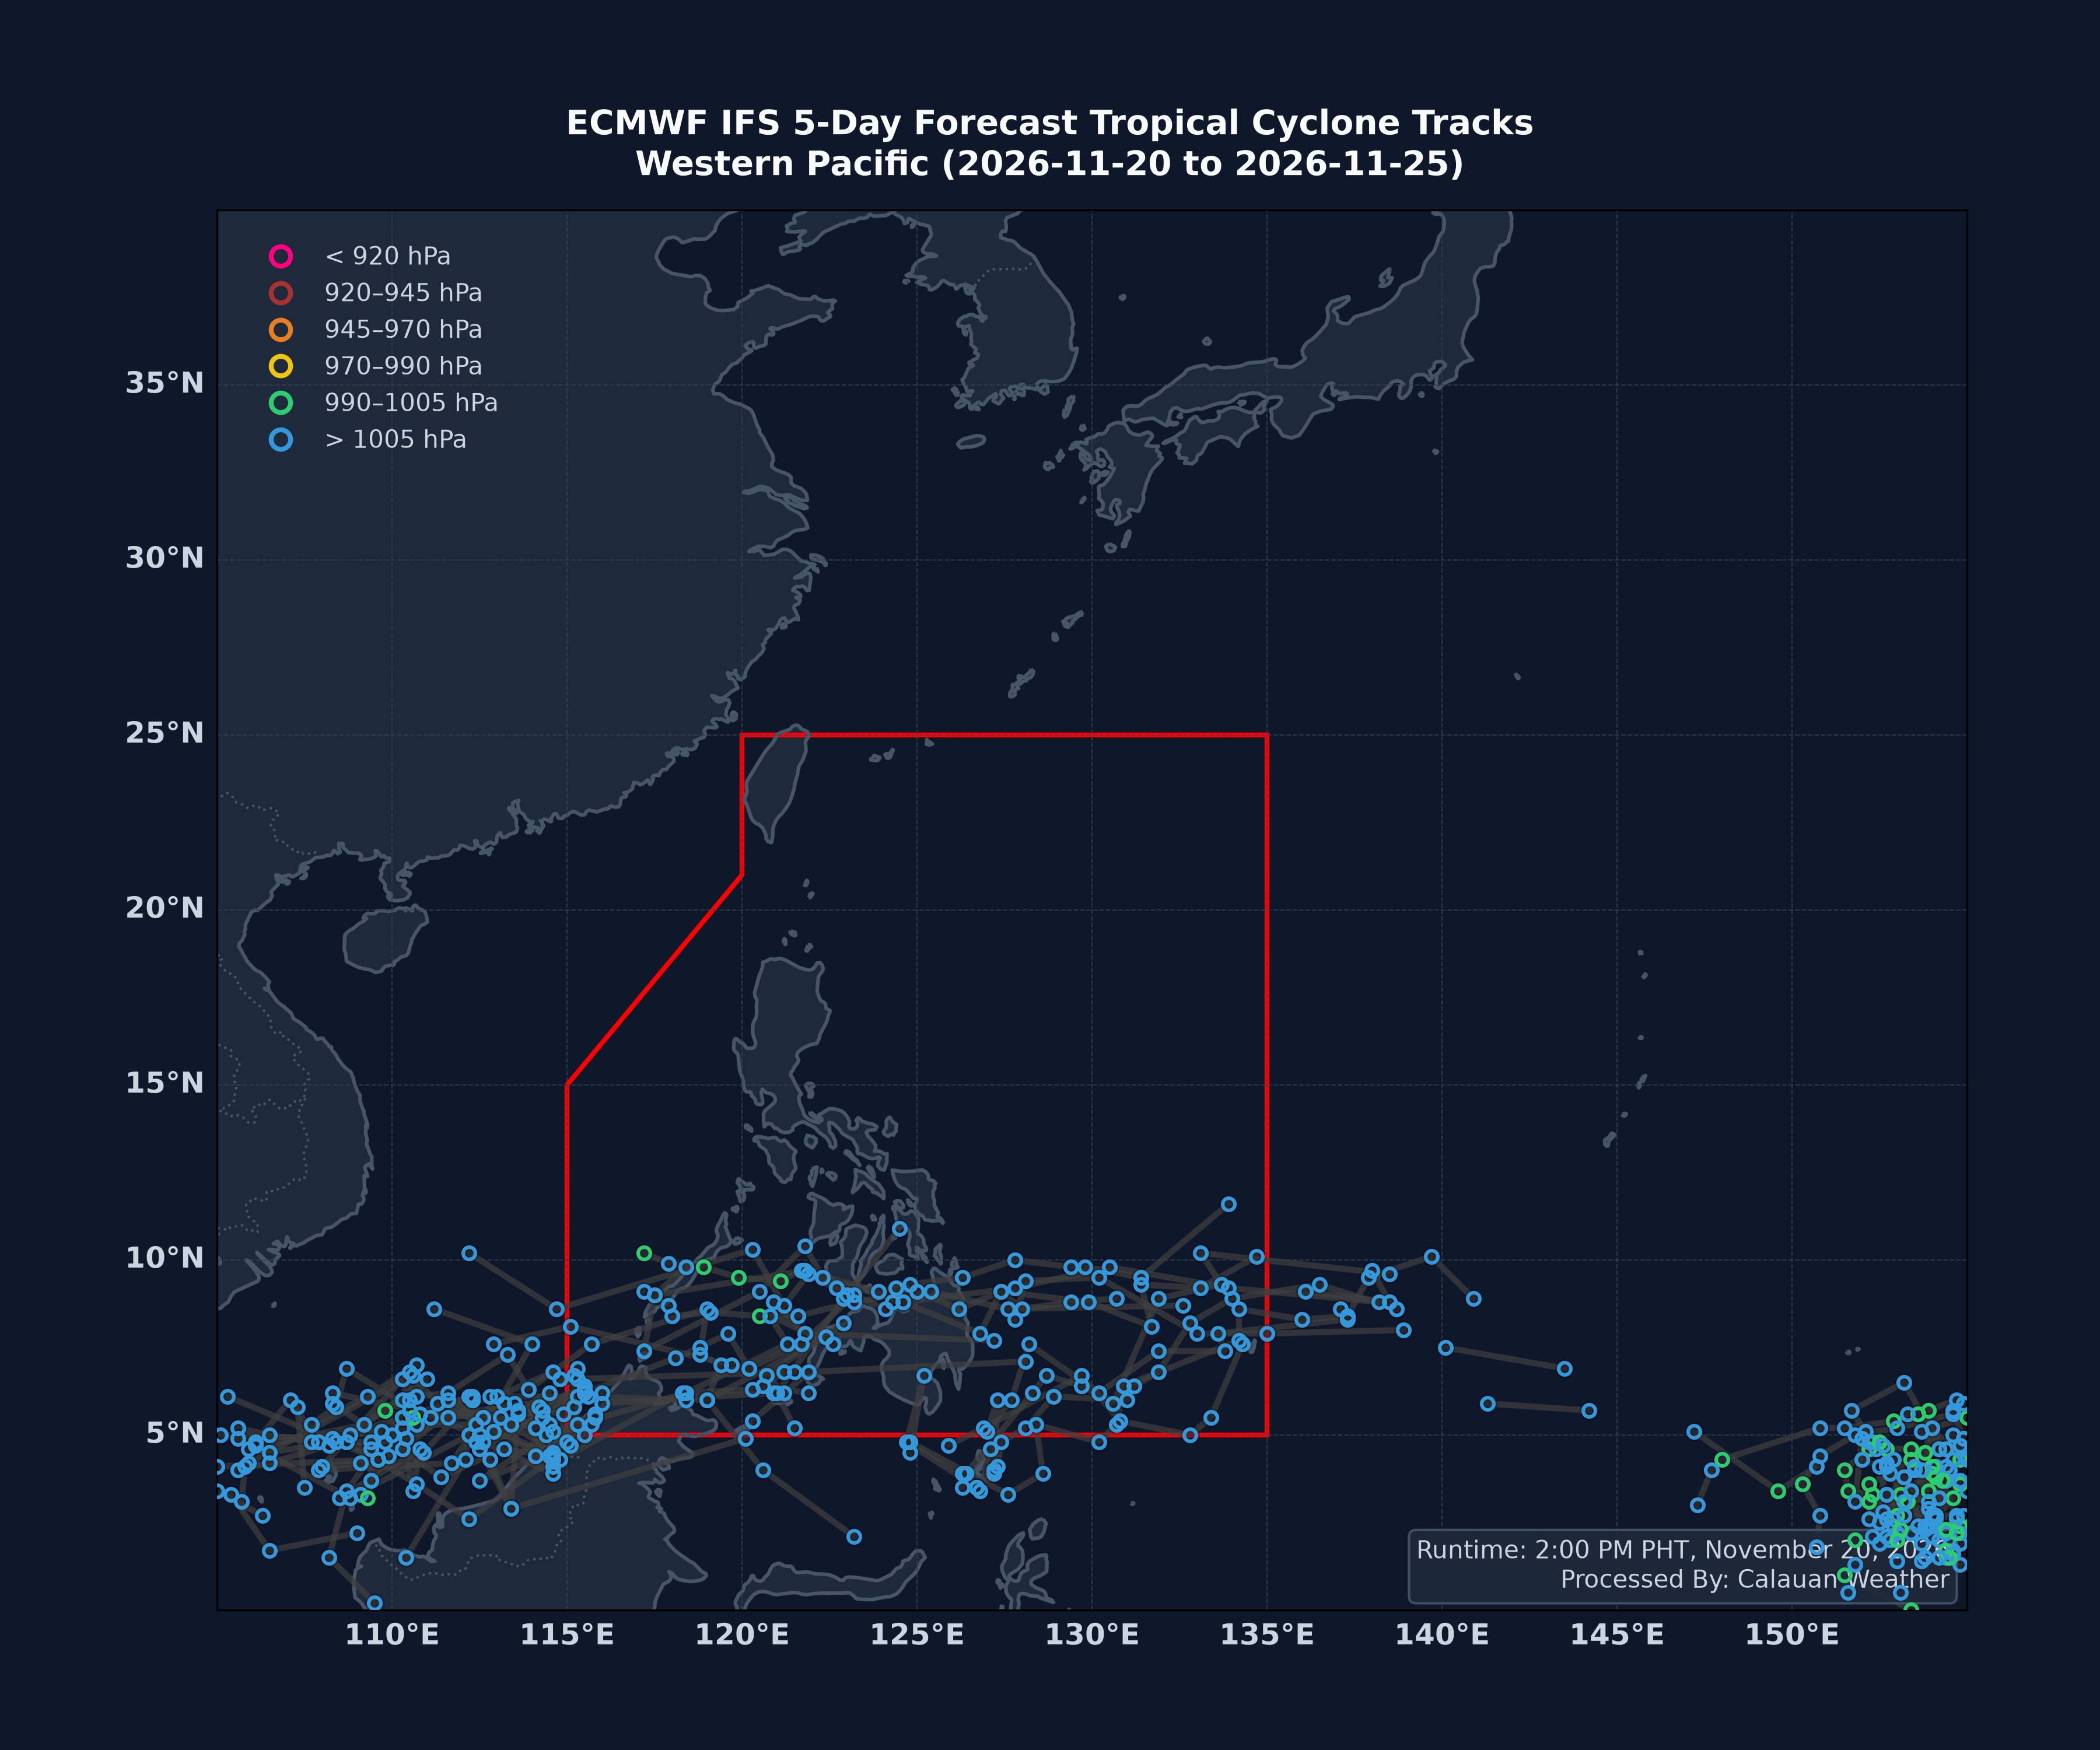 ECMWF IFS 5-Day Forecast Tropical Cyclone Tracks
Western Pacific (2026-11-20 to 2026-11-25)
< 920 hPa
920–945 hPa
945–970 hPa
970–990 hPa
990–1005 hPa
> 1005 hPa
35°N
30°N
25°N
20°N
15°N
10°N
5°N
Runtime: 2:00 PM PHT, November 20, 2026
Processed By: Calauan Weather
110°E
115°E
120°E
125°E
130°E
135°E
140°E
145°E
150°E